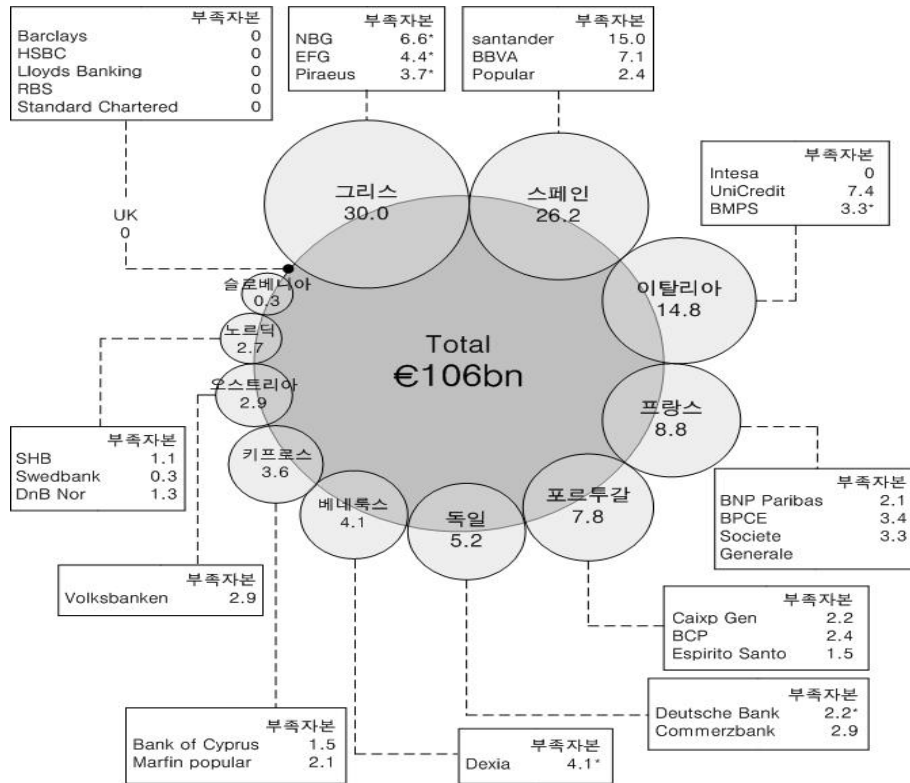 부족자본
Barclays 0
HSBC 0
Lloyds Banking 0
RBS 0
Standard Chartered 0
부족자본
NBG 6.6*
EFG 4.4*
Piraeus 3.7*
부족자본
santander 15.0
BBVA 7.1
Popular 2.4
부족자본
Intesa 0
UniCredit 7.4
BMPS 3.3*
UK
0
그리스
30.0
스페인
26.2
이탈리아
14.8
프랑스
8.8
포르투갈
7.8
독일
5.2
베네룩스
4.1
키프로스
3.6
오스트리아
2.9
노르딕
2.7
슬로베니아
0.3
Total
€106bn
부족자본
SHB 1.1
Swedbank 0.3
DnB Nor 1.3
부족자본
BNP Paribas 2.1
BPCE 3.4
Societe 3.3
Generale
부족자본
Volksbanken 2.9
부족자본
Caixp Gen 2.2
BCP 2.4
Espirito Santo 1.5
부족자본
Deutsche Bank 2.2*
Commerzbank 2.9
부족자본
Bank of Cyprus 1.5
Marfin popular 2.1
부족자본
Dexia 4.1*